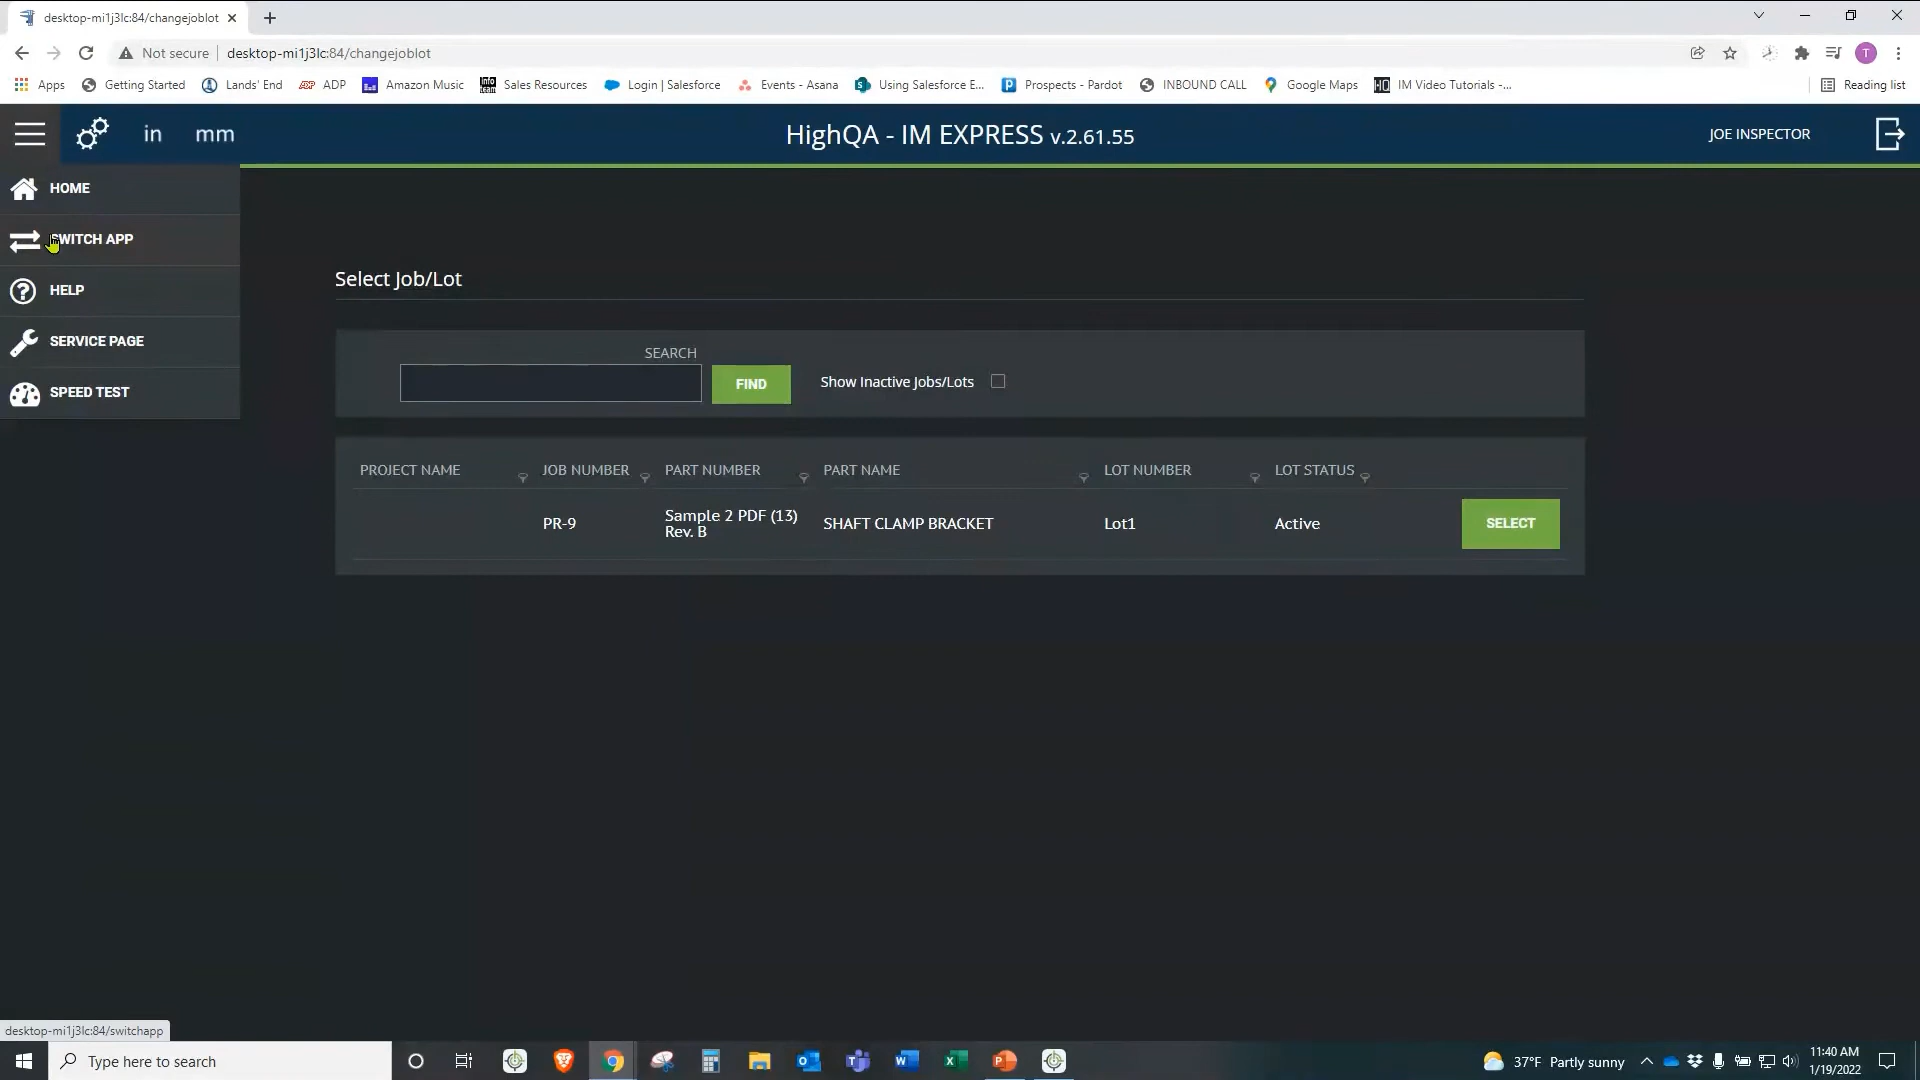 desktop-mi1j3lc:84/changejoblot
Not secure desktop-mi1j3lc:84/changejoblot T
Apps Getting Started Lands' End ADP Amazon Music Sales Resources Login | Salesforce Events - Asana Using Salesforce E... Prospects - Pardot INBOUND CALL Google Maps IM Video Tutorials -... Reading list
in mm HighQA - IM EXPRESS v.2.61.55 JOE INSPECTOR
HOME
SWITCH APP
HELP
SERVICE PAGE
SPEED TEST
Select Job/Lot
SEARCH
FIND Show Inactive Jobs/Lots
PROJECT NAME JOB NUMBER PART NUMBER PART NAME LOT NUMBER LOT STATUS
PR-9 Sample 2 PDF (13) SHAFT CLAMP BRACKET Lot1 Active SELECT
Rev. B
desktop-mi1j3lc:84/switchapp
Type here to search 37°F Partly sunny 11:40 AM
1/19/2022